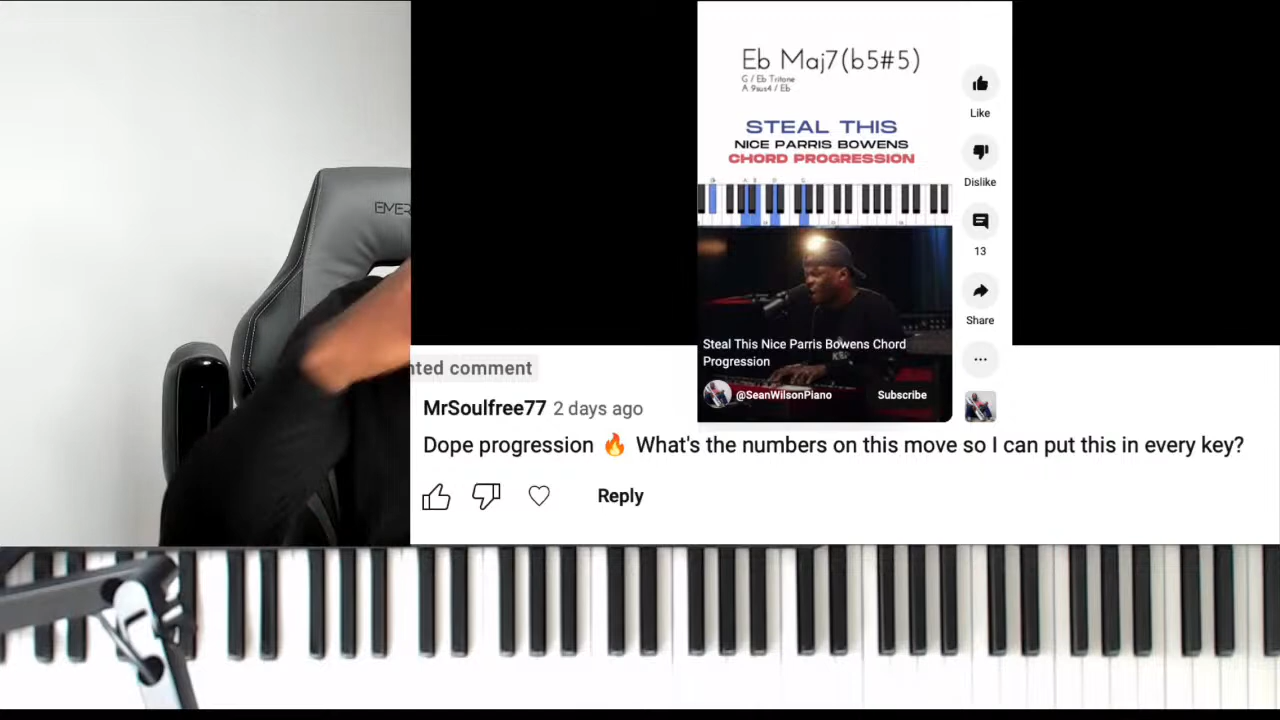 Eb Maj7(b5#5)
G / Eb Tritone
A 9sus4 / Eb
STEAL THIS
NICE PARRIS BOWENS
CHORD PROGRESSION
Like
Dislike
13
Share
Steal This Nice Parris Bowens Chord
Progression
@SeanWilsonPiano Subscribe
EMER
nted comment
MrSoulfree77 2 days ago
Dope progression 🔥 What's the numbers on this move so I can put this in every key?
Reply